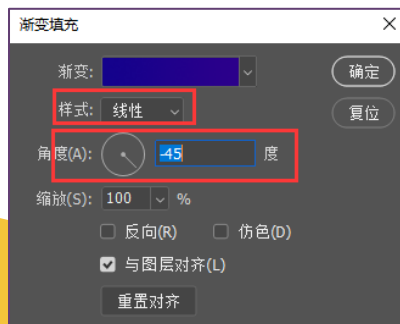 渐变填充
渐变:
确定
样式: 线性
复位
角度(A): -45 度
缩放(S): 100 %
反向(R) 仿色(D)
与图层对齐(L)
重置对齐